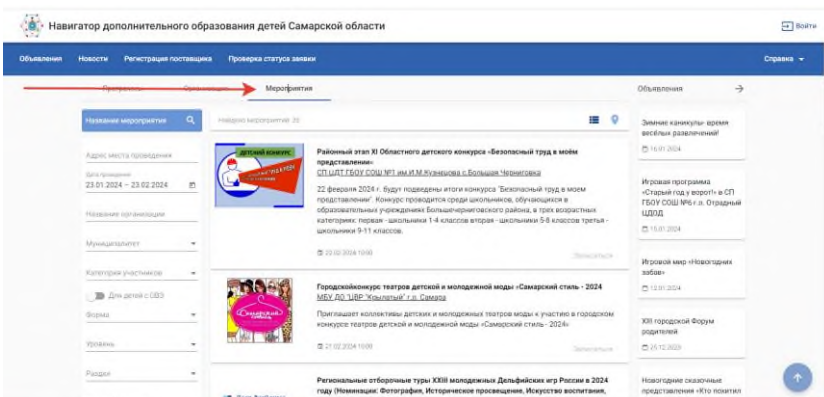 Навигатор дополнительного образования детей Самарской области
Войти
Объявления Новости Регистрация поставщика Проверка статуса заявки
Справка
Программы Мероприятия
Название мероприятия
Найдено мероприятий: 20
Адрес места проведения
Дата проведения
23.01.2024 – 23.02.2024
Название организации
Муниципалитет
Категория участников
Для детей с ОВЗ
Форма
Уровень
Раздел
ДЕТСКИЙ КОНКУРС
Районный этап XI Областного детского конкурса «Безопасный труд в моём
представлении»
СП ЦДТ ГБОУ СОШ №1 им.И.М.Кузнецова с.Большая Черниговка
22 февраля 2024 г. будут подведены итоги конкурса "Безопасный труд в моем
представлении". Конкурс проводится среди школьников, обучающихся в
образовательных учреждениях Большечерниговского района, в трех возрастных
категориях: первая - школьники 1-4 классов вторая - школьники 5-8 классов третья -
школьники 9-11 классов.
22.02.2024 10:00
Записаться
Городскойконкурс театров детской и молодежной моды «Самарский стиль - 2024
МБУ ДО "ЦВР "Крылатый" г.о. Самара
Приглашает коллективы детских и молодежных театров моды к участию в городском
конкурсе театров детской и молодежной моды «Самарский стиль - 2024»
21.02.2024 10:00
Записаться
Региональные отборочные туры XXIII молодежных Дельфийских игр России в 2024
году (Номинации: Фотография, Историческое просвещение, Искусство воспитания,
Объявления
Зимние каникулы- время
весёлых развлечений!
16.01.2024
Игровая программа
«Старый год у ворот!» в СП
ГБОУ СОШ №6 г.о. Отрадный
ЦДОД
15.01.2024
Игровой мир «Новогодних
забав»
12.01.2024
XIII городской Форум
родителей
25.12.2023
Новогодние сказочные
представления «Кто похитил